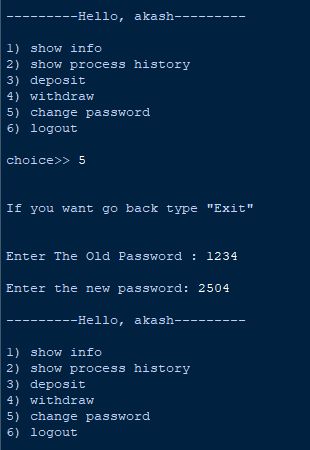 ---------Hello, akash---------
1) show info
2) show process history
3) deposit
4) withdraw
5) change password
6) logout
choice>> 5
If you want go back type "Exit"
Enter The Old Password : 1234
Enter the new password: 2504
---------Hello, akash---------
1) show info
2) show process history
3) deposit
4) withdraw
5) change password
6) logout